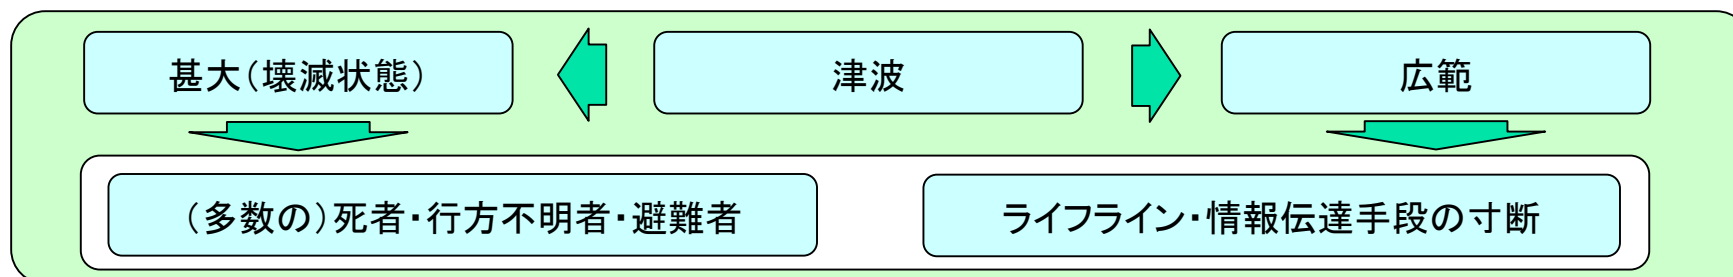 甚大(壊滅状態)
津波
広範
(多数の)死者・行方不明者・避難者
ライフライン・情報伝達手段の寸断